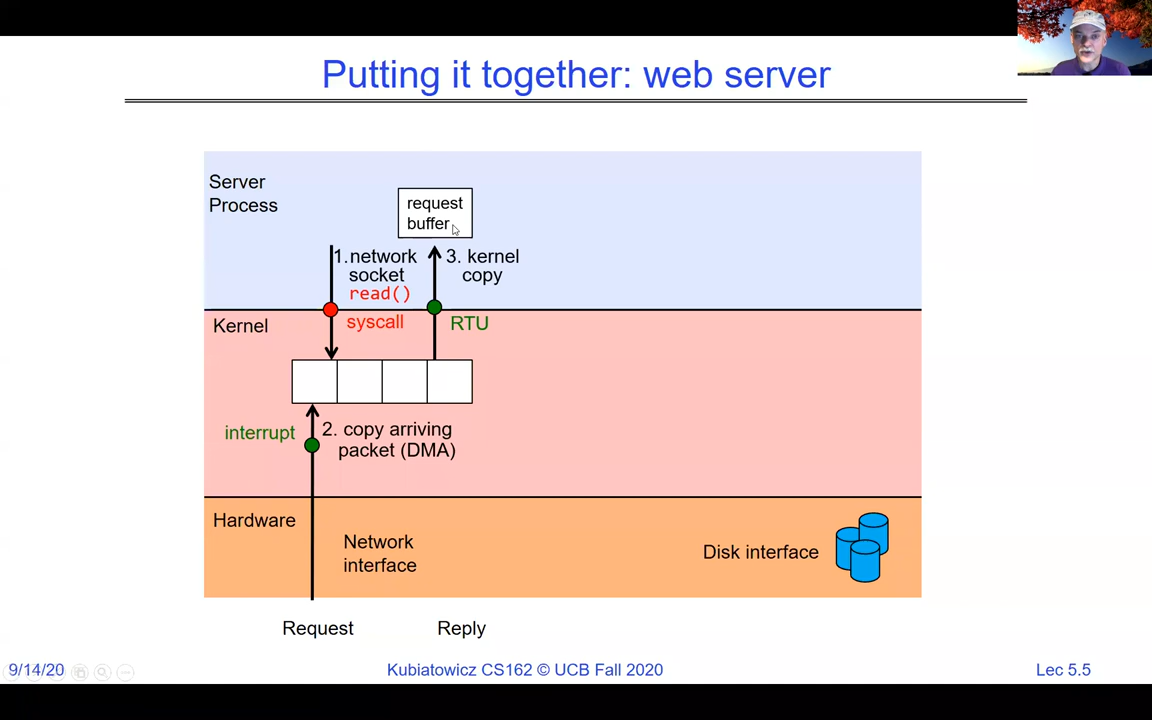 Putting it together: web server
Server
Process
request
buffer
1. network
socket
read()
3. kernel
copy
Kernel
syscall
RTU
interrupt
2. copy arriving
packet (DMA)
Hardware
Network
interface
Disk interface
Request
Reply
9/14/20
Kubiatowicz CS162 © UCB Fall 2020
Lec 5.5